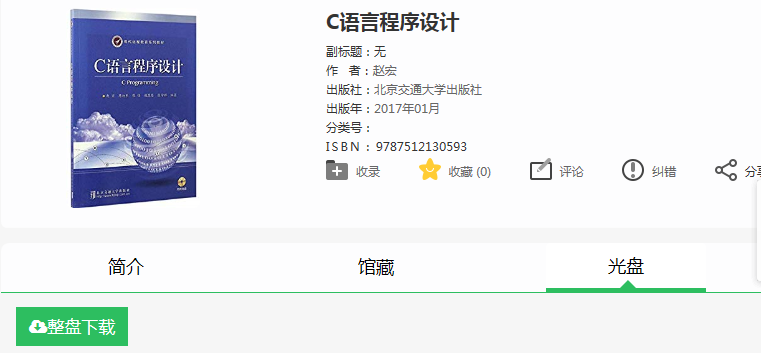 C语言程序设计
C Programming
C语言程序设计
副标题：无
作 者：赵宏
出版社：北京交通大学出版社
出版年：2017年01月
分类号：
ISBN：9787512130593
收录
收藏 (0)
评论
纠错
简介
馆藏
光盘
整盘下载